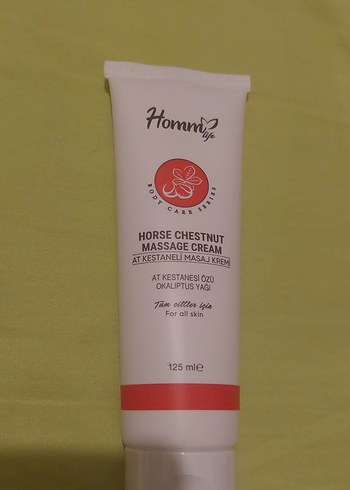 Homm life
BODY CARE SERIES
HORSE CHESTNUT
MASSAGE CREAM
AT KESTANELİ MASAJ KREMİ
AT KESTANESİ ÖZÜ
OKALİPTUS YAĞI
Tüm ciltler için
For all skin
125 ml℮